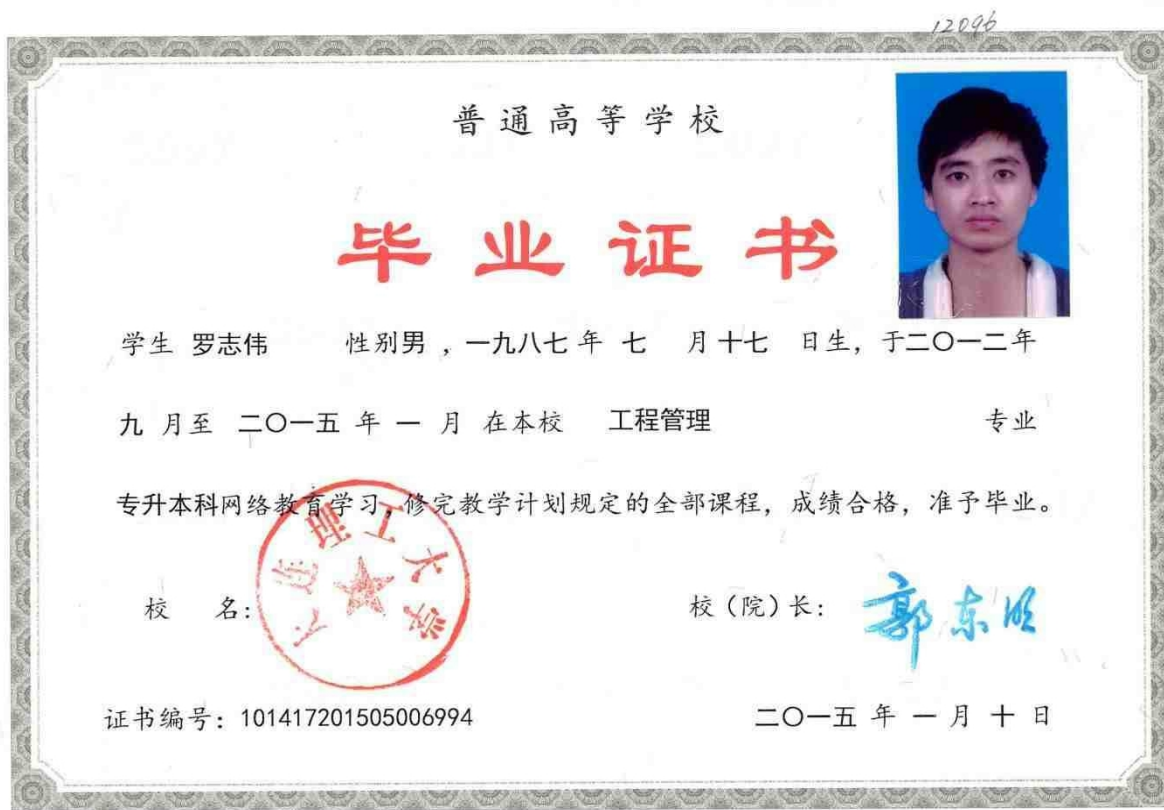 12096
普通高等学校
毕业证书
学生 罗志伟 性别男 , 一九八七 年 七 月十七 日生, 于二〇一二年
九 月至 二〇一五 年 一 月 在本校 工程管理 专业
专升本科网络教育学习, 修完教学计划规定的全部课程, 成绩合格, 准予毕业。
大连理工大学
校 名: 校(院)长: 郭东明
证书编号: 101417201505006994 二〇一五 年 一 月 十 日